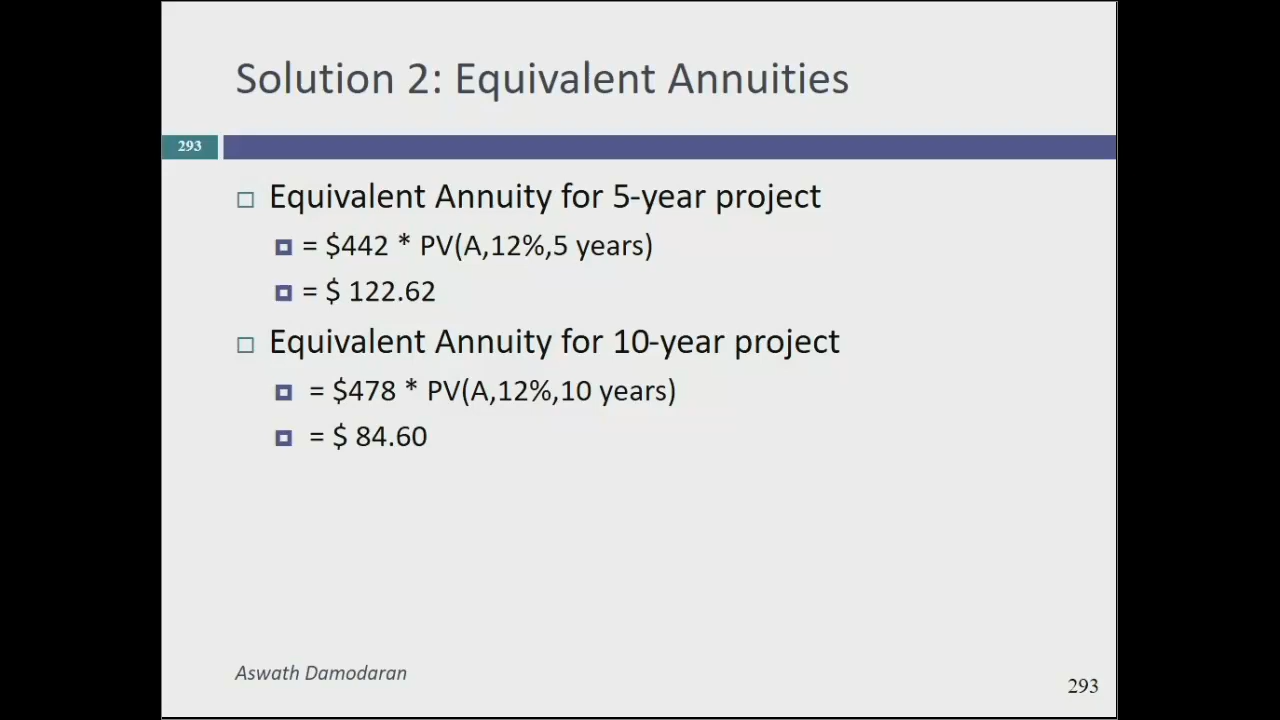 Solution 2: Equivalent Annuities
293
Equivalent Annuity for 5-year project
= $442 * PV(A,12%,5 years)
= $ 122.62
Equivalent Annuity for 10-year project
= $478 * PV(A,12%,10 years)
= $ 84.60
Aswath Damodaran
293